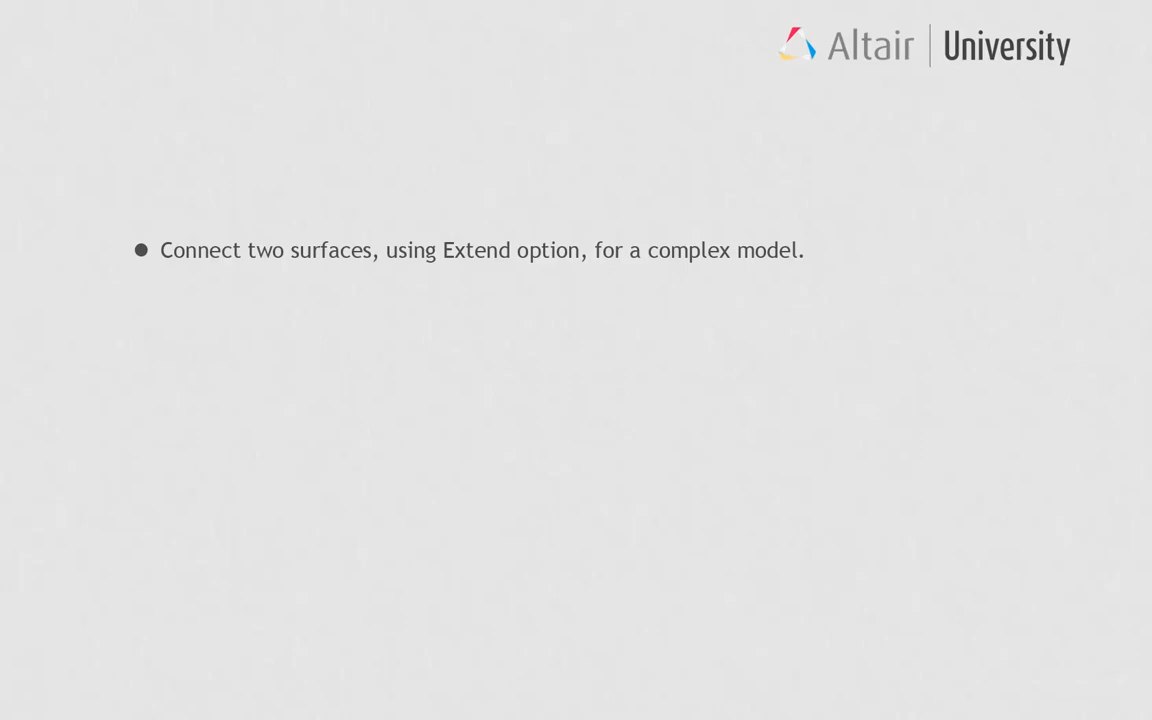 Altair | University
● Connect two surfaces, using Extend option, for a complex model.